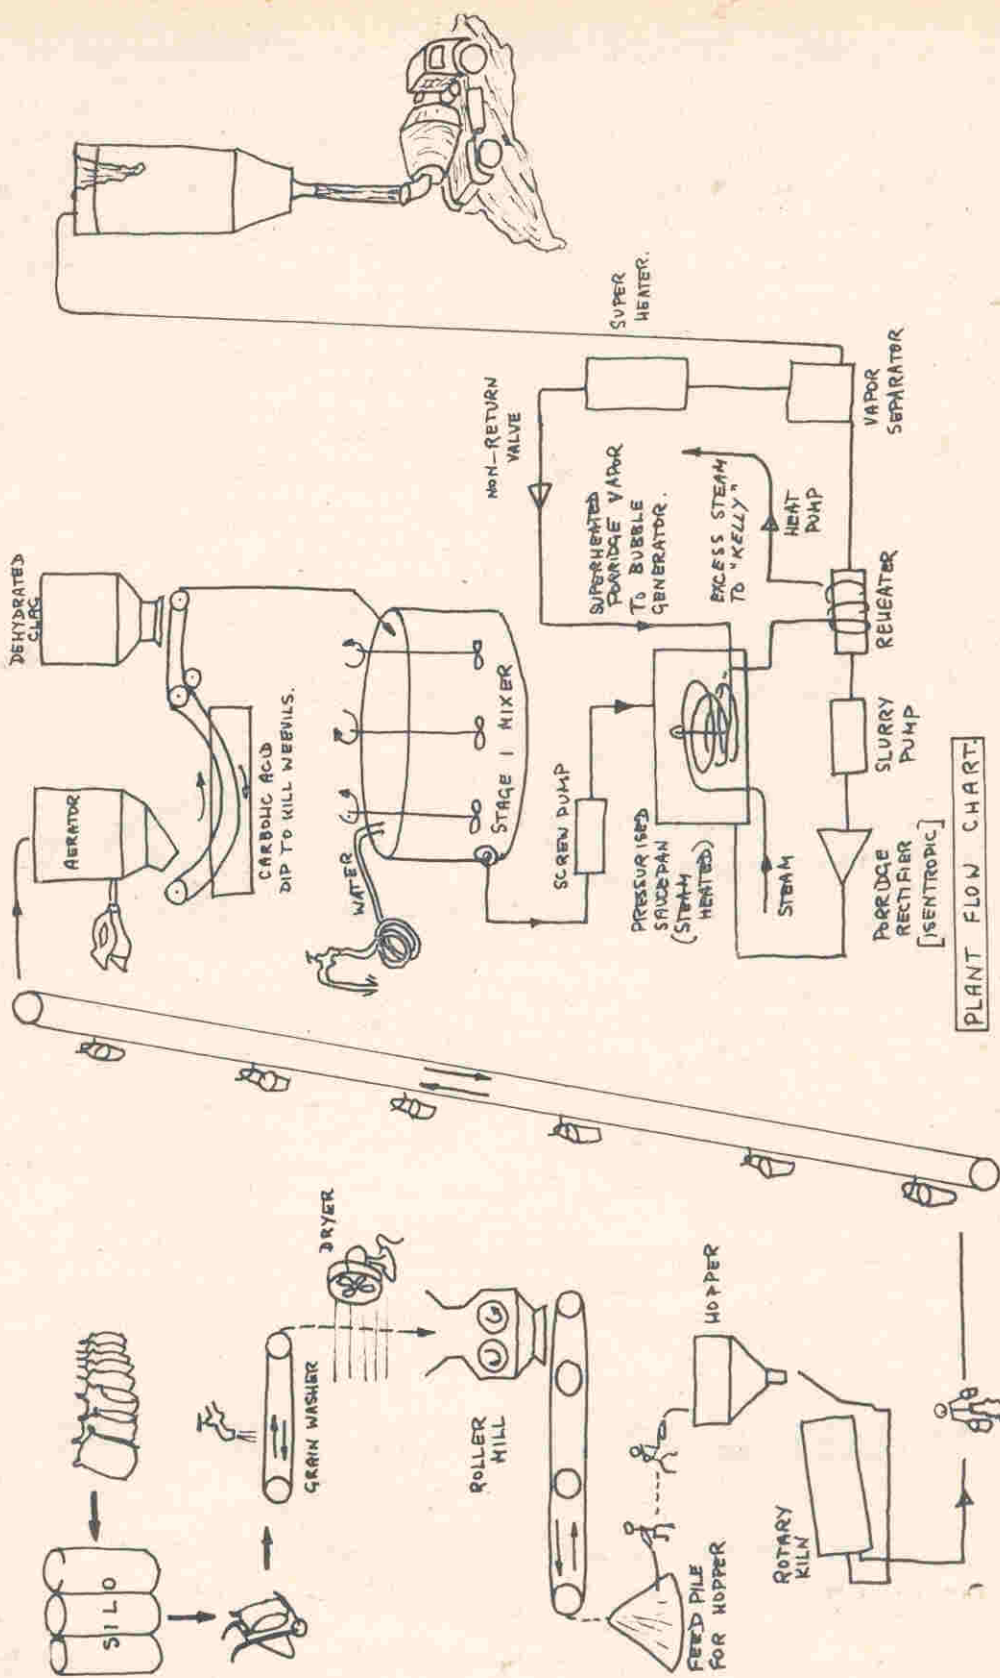 SILO
GRAIN WASHER
DRYER
ROLLER
MILL
FEED PILE
FOR HOPPER
HOPPER
ROTARY
KILN
AERATOR
DEHYDRATED
CLAG
CARBOLIC ACID
DIP TO KILL WEEVILS.
WATER
STAGE 1 MIXER
SCREW PUMP
PRESSURISED
SAUCEPAN
(STEAM
HEATED)
STEAM
NON-RETURN
VALVE
SUPERHEATED
PORRIDGE VAPOR
TO BUBBLE
GENERATOR.
EXCESS STEAM
TO "KELLY"
HEAT
PUMP
SUPER
HEATER.
PORRIDGE
RECTIFIER
[ISENTROPIC]
SLURRY
PUMP
REHEATER
VAPOR
SEPARATOR
PLANT FLOW CHART.